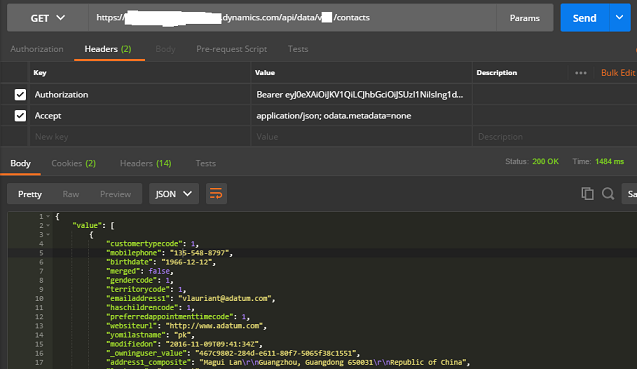 GET https:// .dynamics.com/api/data/v /contacts Params Send
Authorization Headers (2) Body Pre-request Script Tests
Key Value Description ••• Bulk Edit
Authorization Bearer eyJ0eXAiOiJKV1QiLCJhbGciOiJSUzI1NiIsIng1d...
Accept application/json; odata.metadata=none
New key Value Description
Body Cookies (2) Headers (14) Tests Status: 200 OK Time: 1484 ms
Pretty Raw Preview JSON Sa
1 {
2 "value": [
3 {
4 "customertypecode": 1,
5 "mobilephone": "135-548-8797",
6 "birthdate": "1966-12-12",
7 "merged": false,
8 "gendercode": 1,
9 "territorycode": 1,
10 "emailaddress1": "vlauriant@adatum.com",
11 "haschildrencode": 1,
12 "preferredappointmenttimecode": 1,
13 "websiteurl": "http://www.adatum.com",
14 "yomilastname": "pk",
15 "modifiedon": "2016-11-09T09:41:34Z",
16 "_owninguser_value": "467c9802-284d-e611-80f7-5065f38c1551",
17 "address1_composite": "Magui Lan\r\nGuangzhou, Guangdong 650031\r\nRepublic of China",